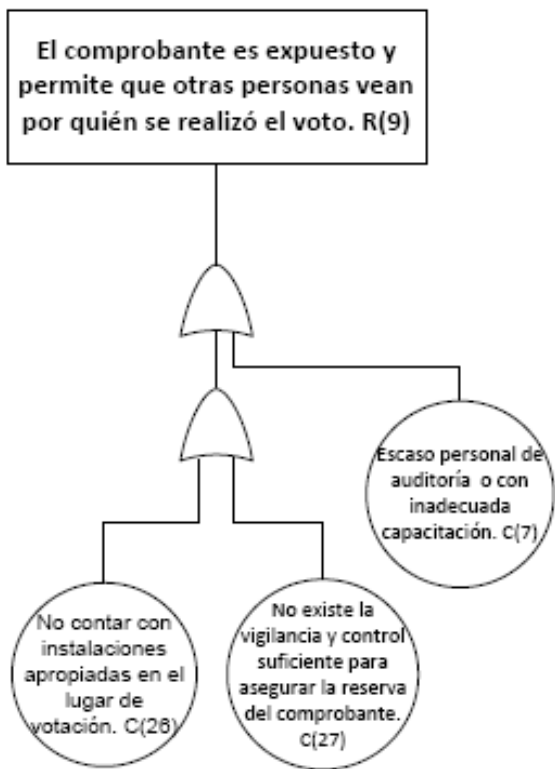 El comprobante es expuesto y
permite que otras personas vean
por quién se realizó el voto. R(9)
Escaso personal de
auditoría o con
inadecuada
capacitación. C(7)
No contar con
instalaciones
apropiadas en el
lugar de
votación. C(26)
No existe la
vigilancia y control
suficiente para
asegurar la reserva
del comprobante.
C(27)